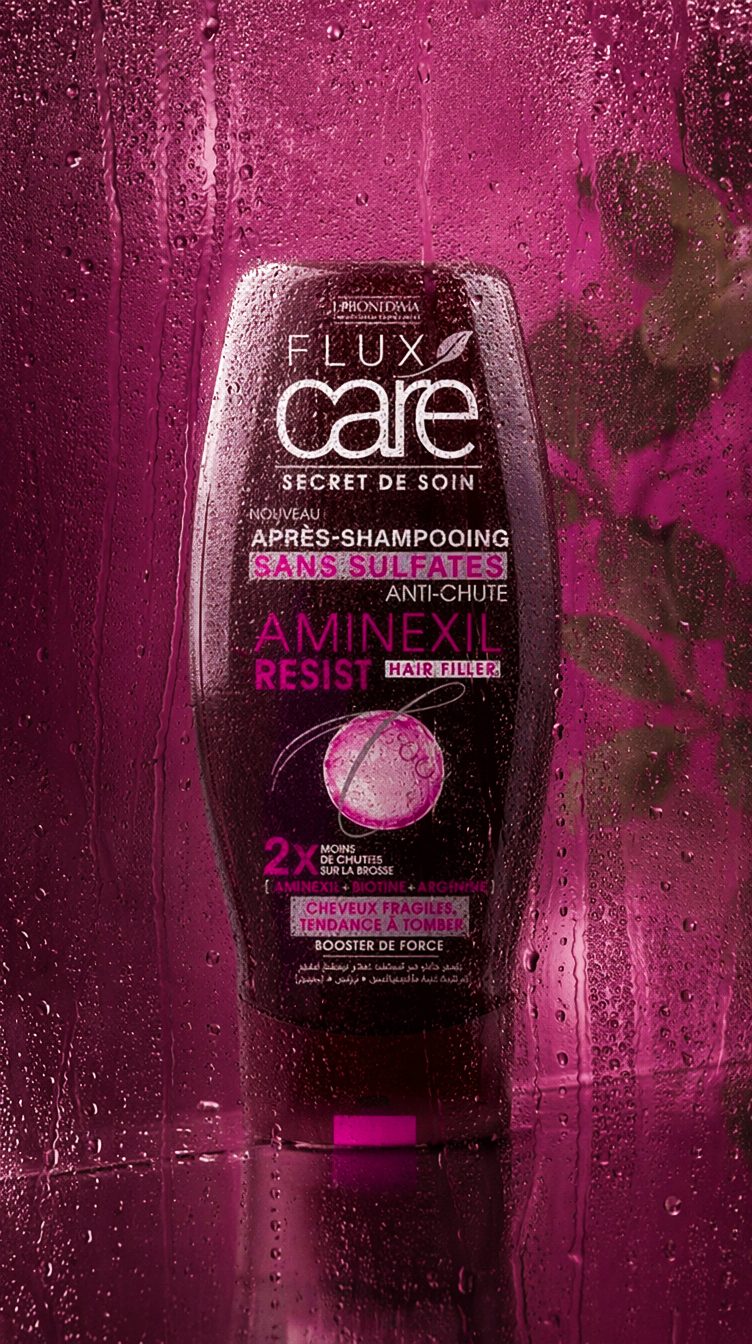 FLUX
caré
SECRET DE SOIN
NOUVEAU
APRÈS-SHAMPOOING
SANS SULFATES
ANTI-CHUTE
AMINEXIL
RESIST HAIR FILLER
2X MOINS
DE CHUTES
SUR LA BROSSE
[ AMINEXIL + BIOTINE + ARGININE ]
CHEVEUX FRAGILES,
TENDANCE À TOMBER
BOOSTER DE FORCE